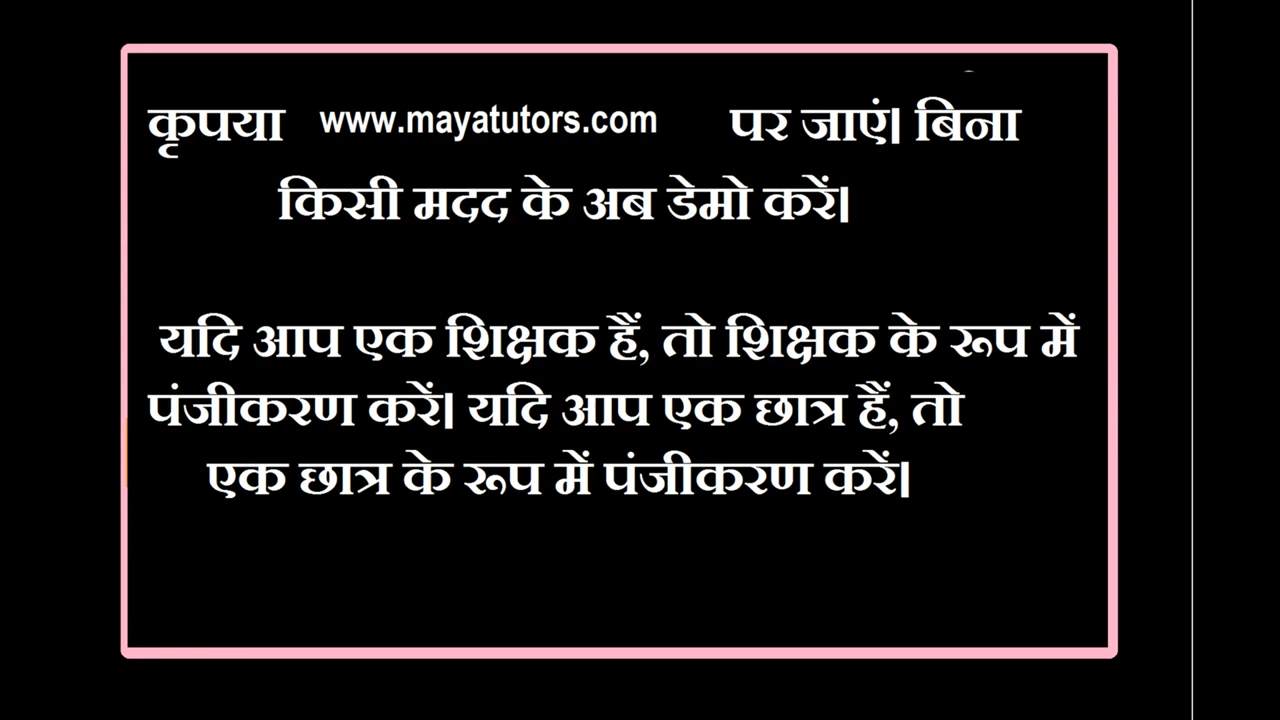 कृपया www.mayatutors.com पर जाएं। बिना
किसी मदद के अब डेमो करें।
यदि आप एक शिक्षक हैं, तो शिक्षक के रूप में
पंजीकरण करें। यदि आप एक छात्र हैं, तो
एक छात्र के रूप में पंजीकरण करें।